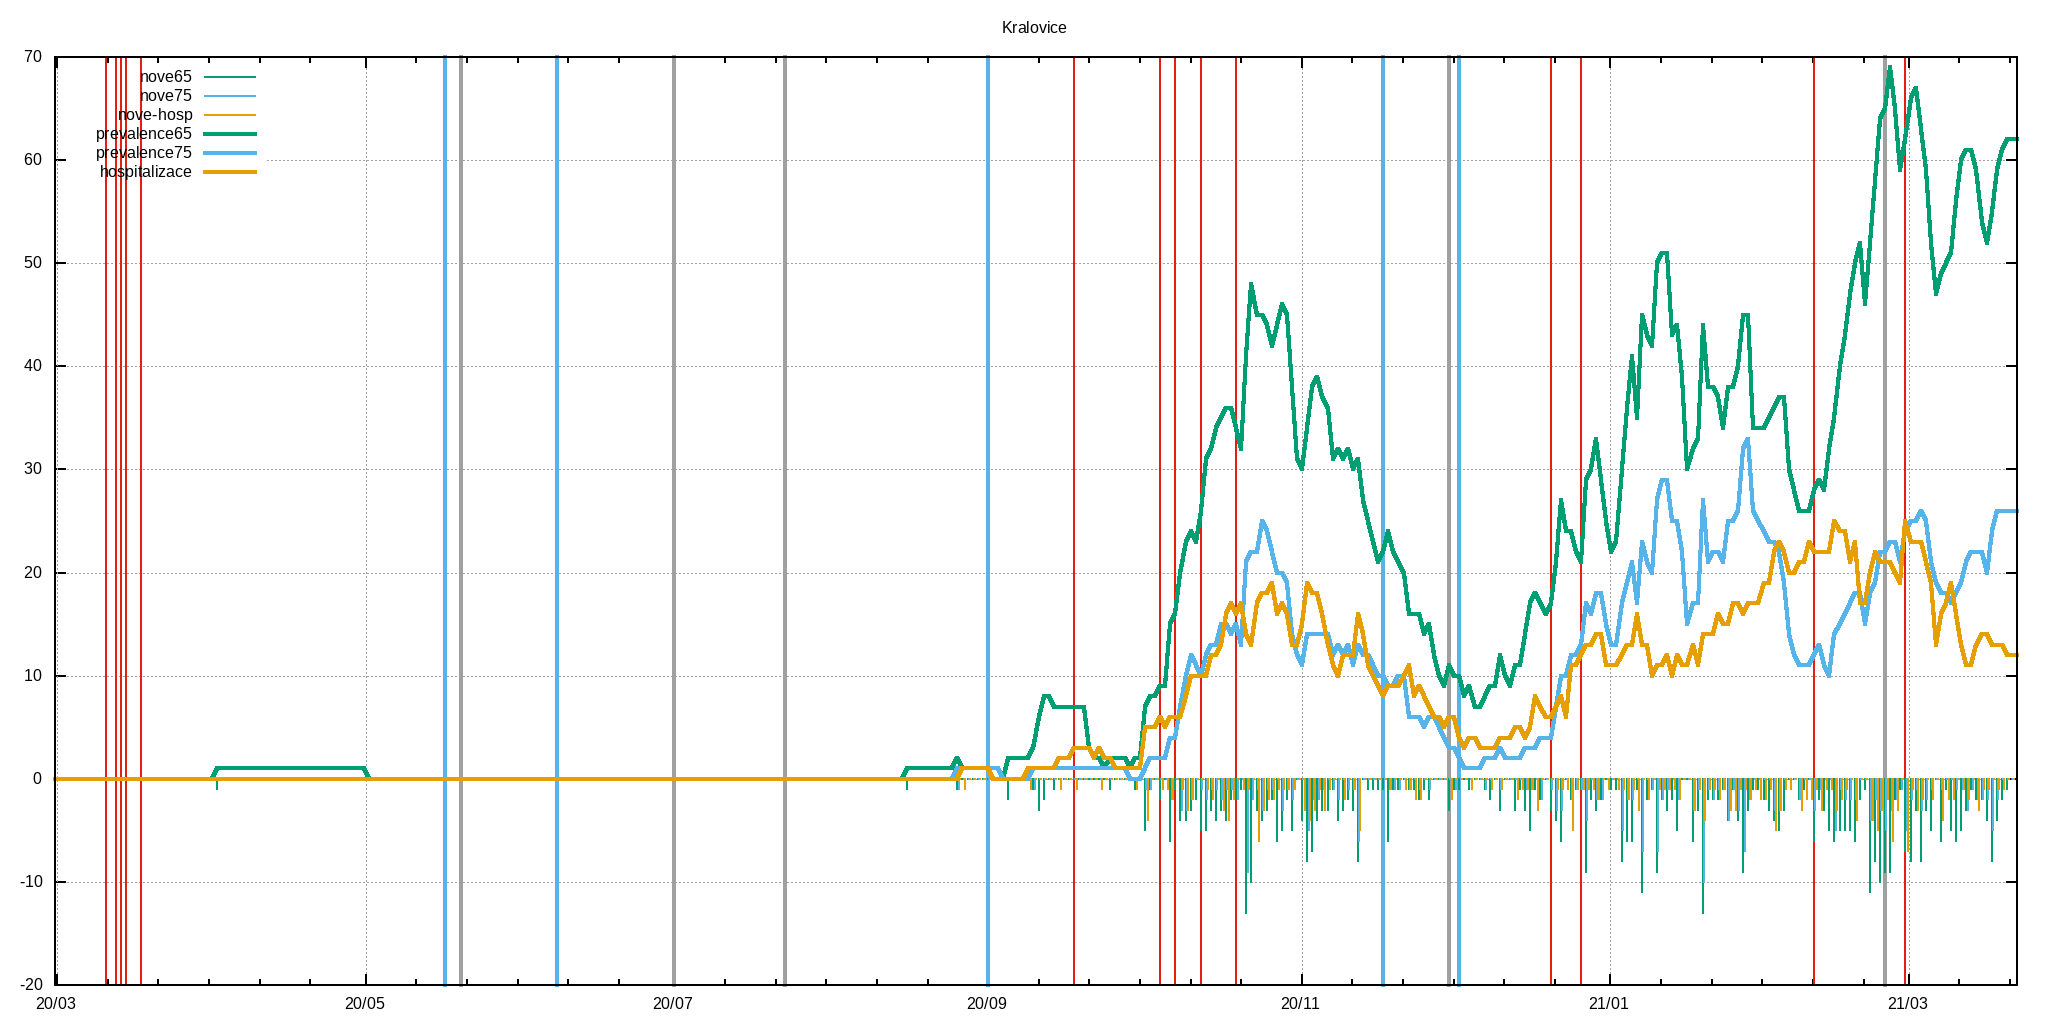 Kralovice
70
nove65
nove75
nove-hosp
prevalence65
prevalence75
hospitalizace
60
50
40
30
20
10
0
-10
-20
20/03 20/05 20/07 20/09 20/11 21/01 21/03